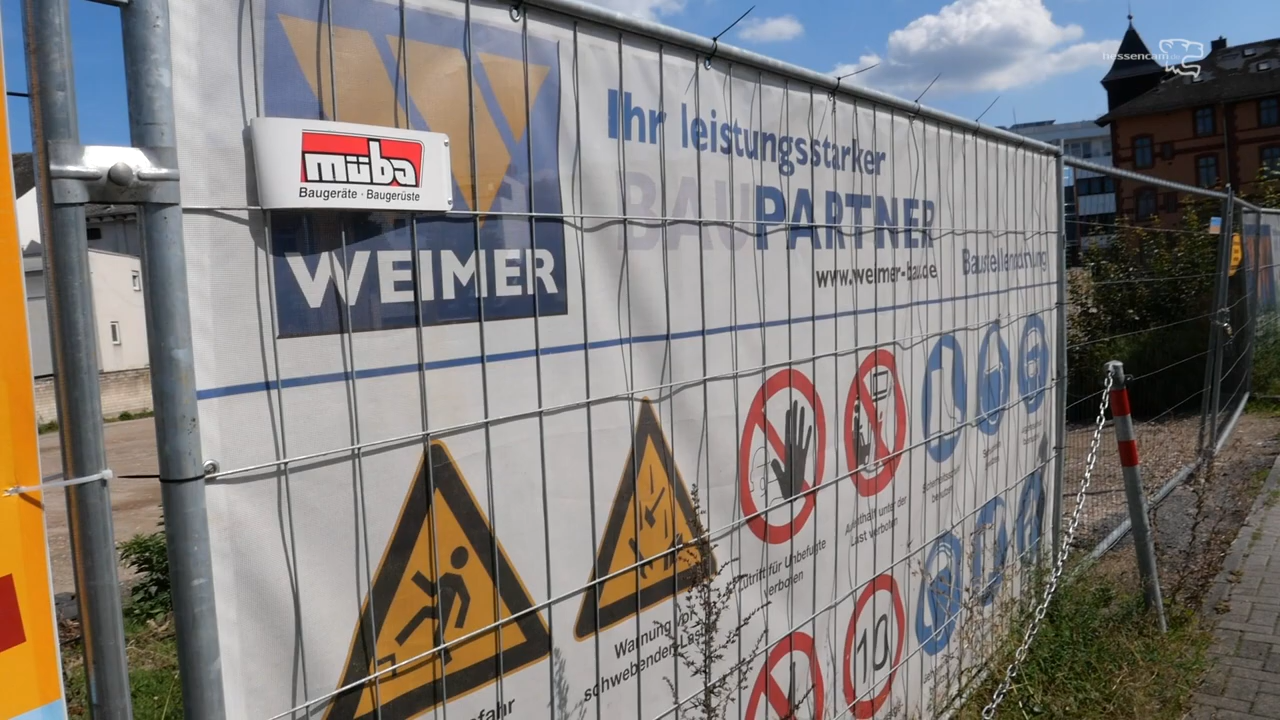 hessencam
müba
Baugeräte · Baugerüste
WEIMER
Ihr leistungsstarker
BAUPARTNER
www.weimer-bau.de
Baustellenordnung
Warnung vor
schwebender Last
Zutritt für Unbefugte
verboten
Aufenthalt unter der
Last verboten
10